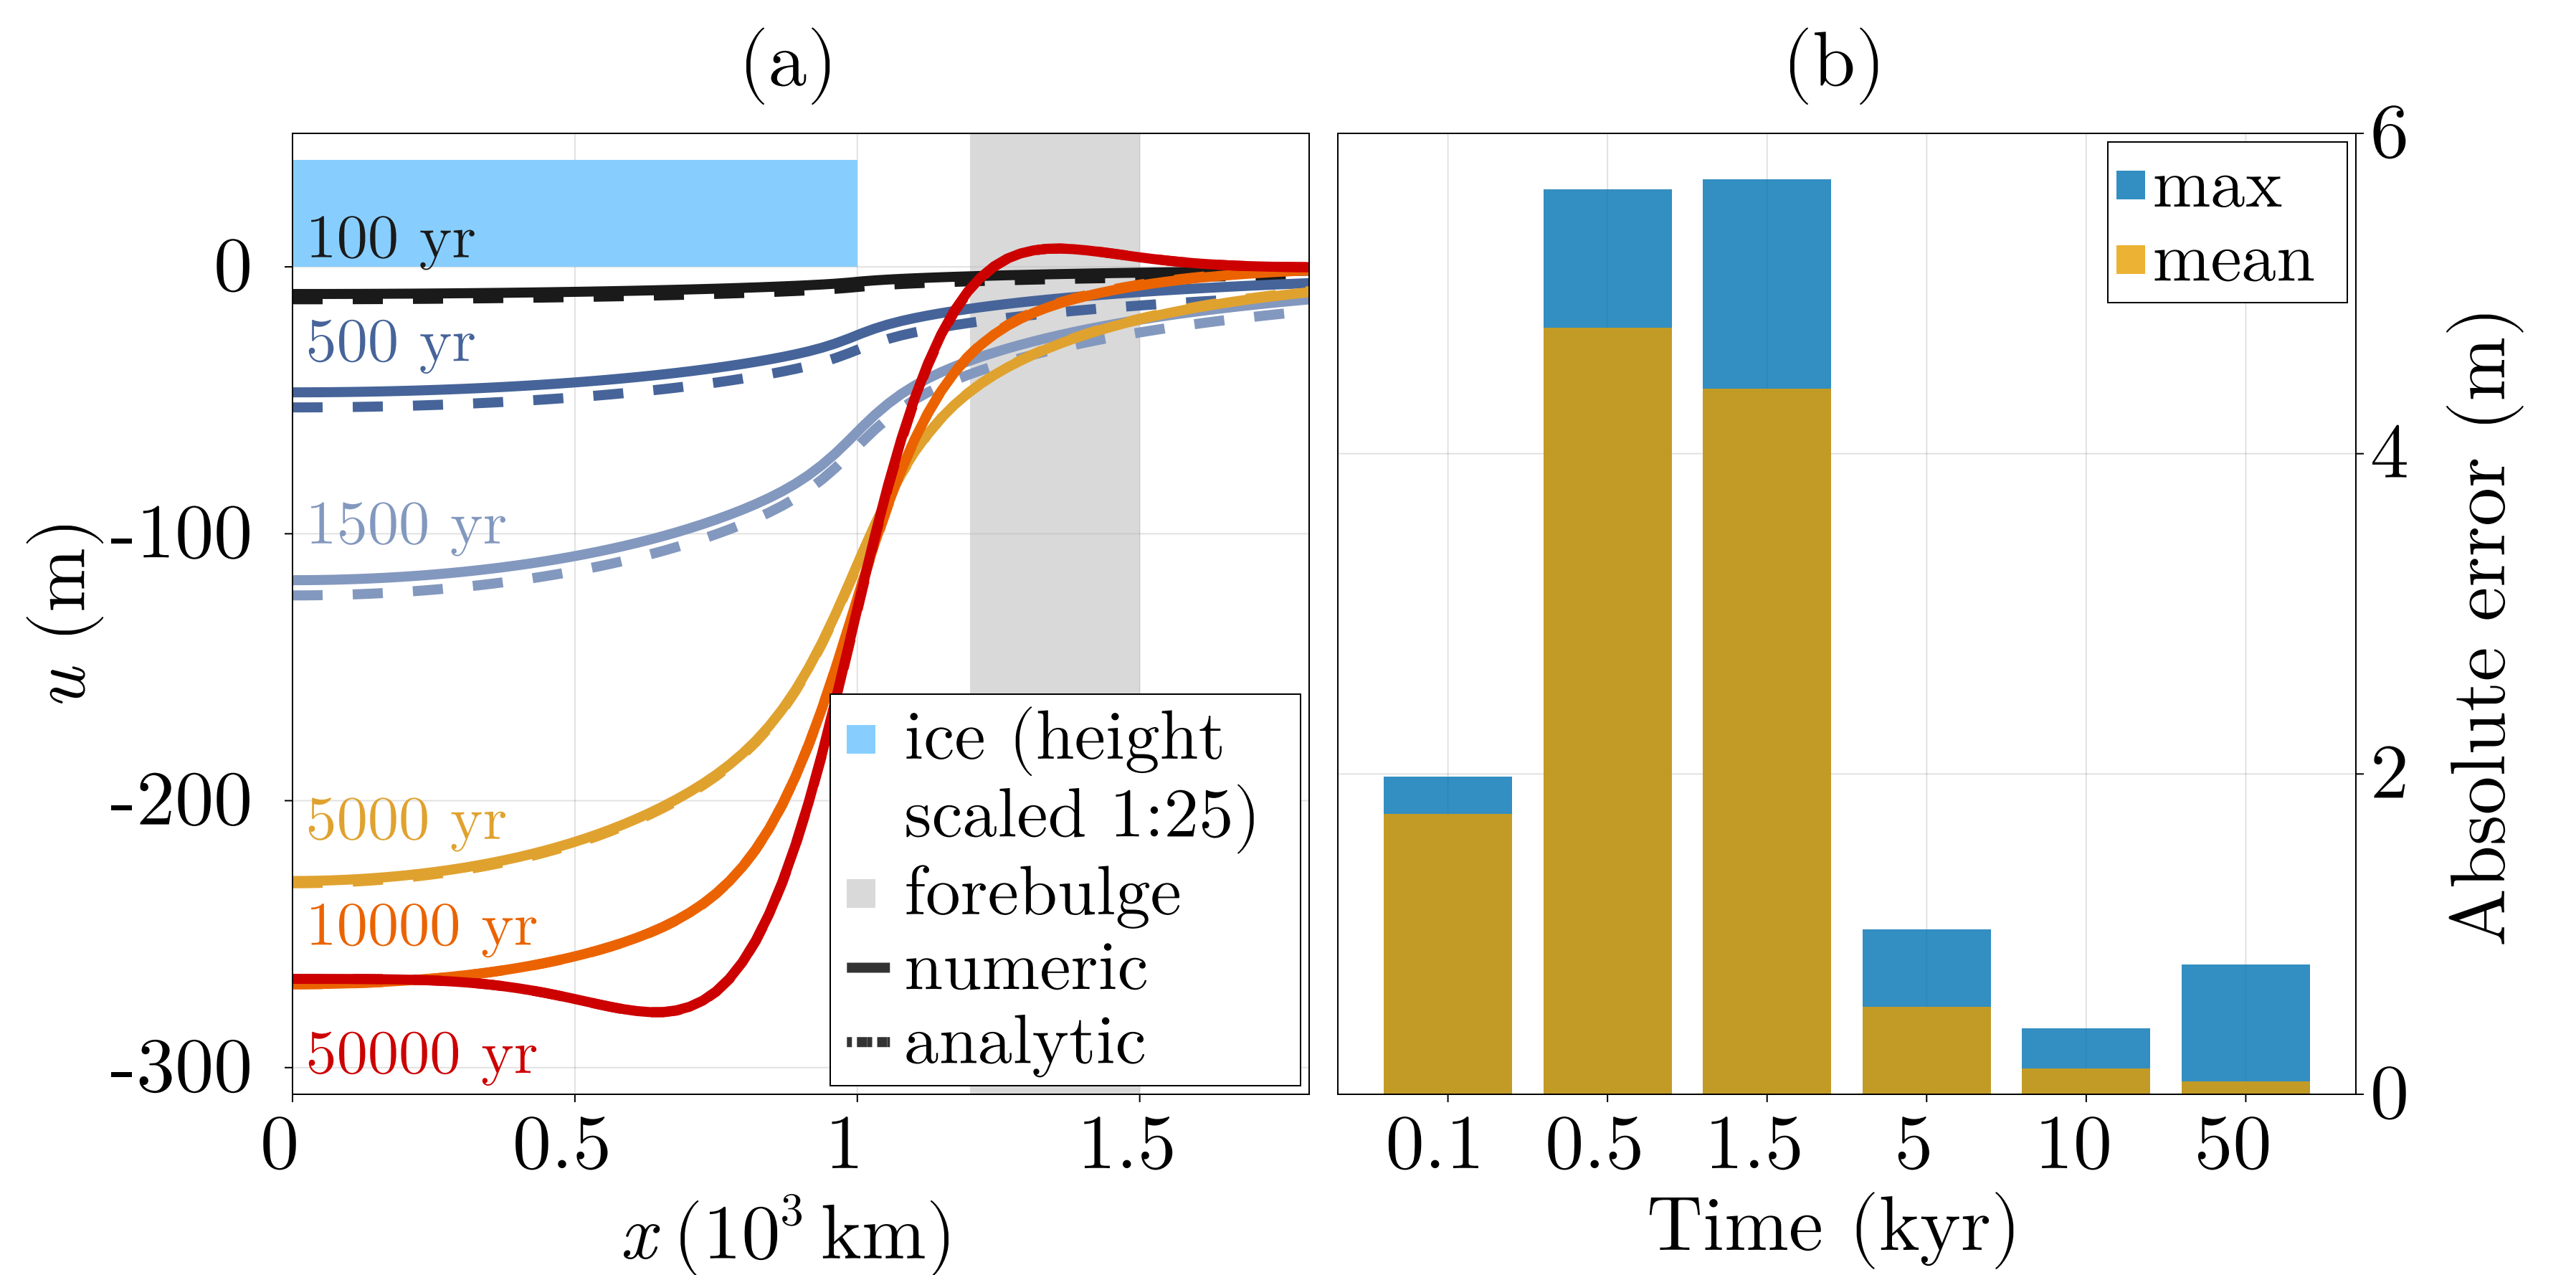 (a)
u (m)
0
-100
-200
-300
100 yr
500 yr
1500 yr
5000 yr
10000 yr
50000 yr
ice (height
scaled 1:25)
forebulge
numeric
analytic
0 0.5 1 1.5
x (10³ km)
(b)
max
mean
6
4
2
0
Absolute error (m)
0.1 0.5 1.5 5 10 50
Time (kyr)